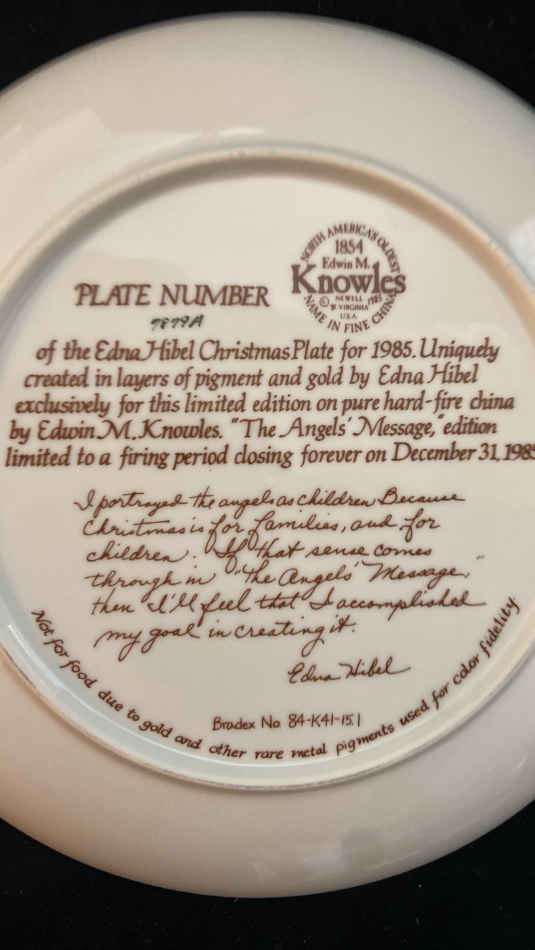 NORTH AMERICA'S OLDEST
1854
Edwin M.
Knowles
© NEWELL 1985
W VIRGINIA
U.S.A.
NAME IN FINE CHINA
PLATE NUMBER
7879A
of the Edna Hibel Christmas Plate for 1985. Uniquely
created in layers of pigment and gold by Edna Hibel
exclusively for this limited edition on pure hard-fire china
by Edwin M. Knowles. "The Angels' Message," edition
limited to a firing period closing forever on December 31, 1985
I portrayed the angels as children Because
Christmas is for families, and for
children. If that sense comes
through in "The Angels' Message,"
then I'll feel that I accomplished
my goal in creating it.
Edna Hibel
Bradex No 84-K41-15.1
Not for food due to gold and other rare metal pigments used for color fidelity